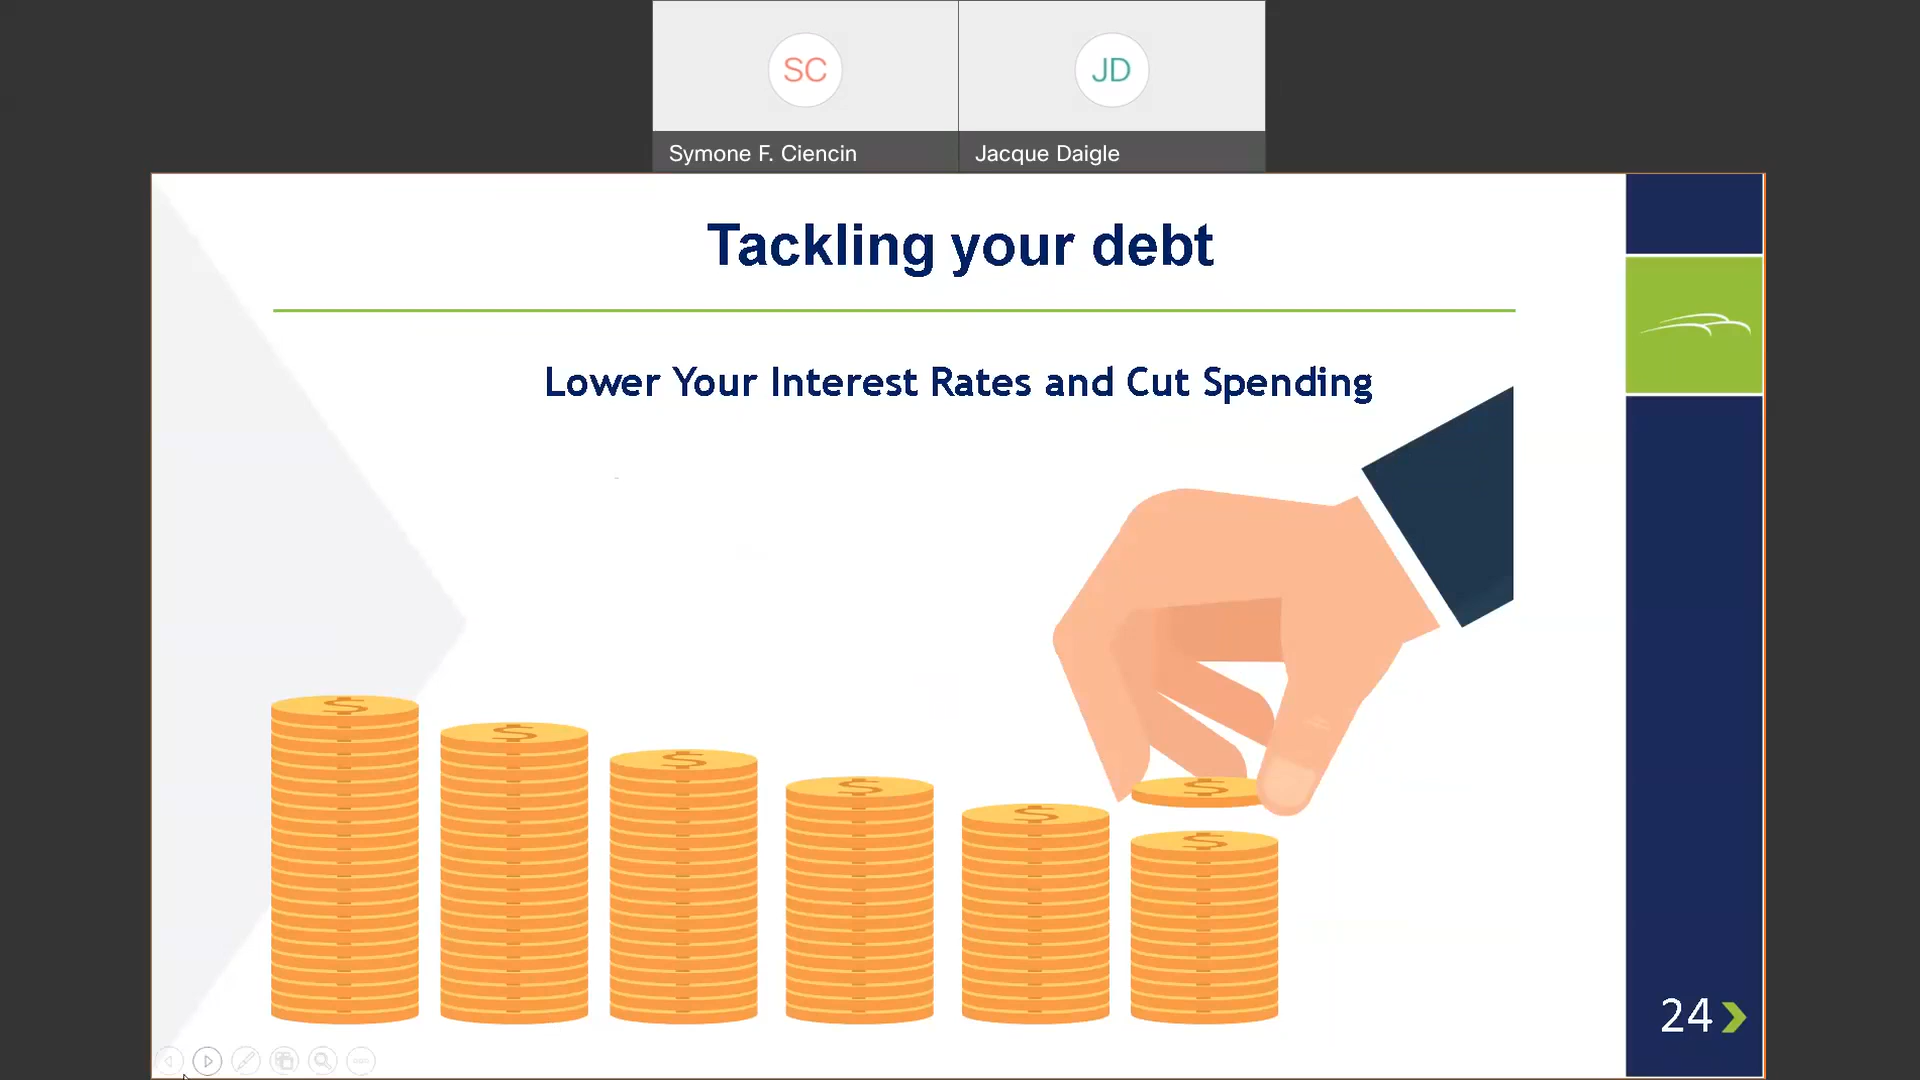 SC
JD
Symone F. Ciencin
Jacque Daigle
Tackling your debt
Lower Your Interest Rates and Cut Spending
$
$
$
$
$
$
$
24